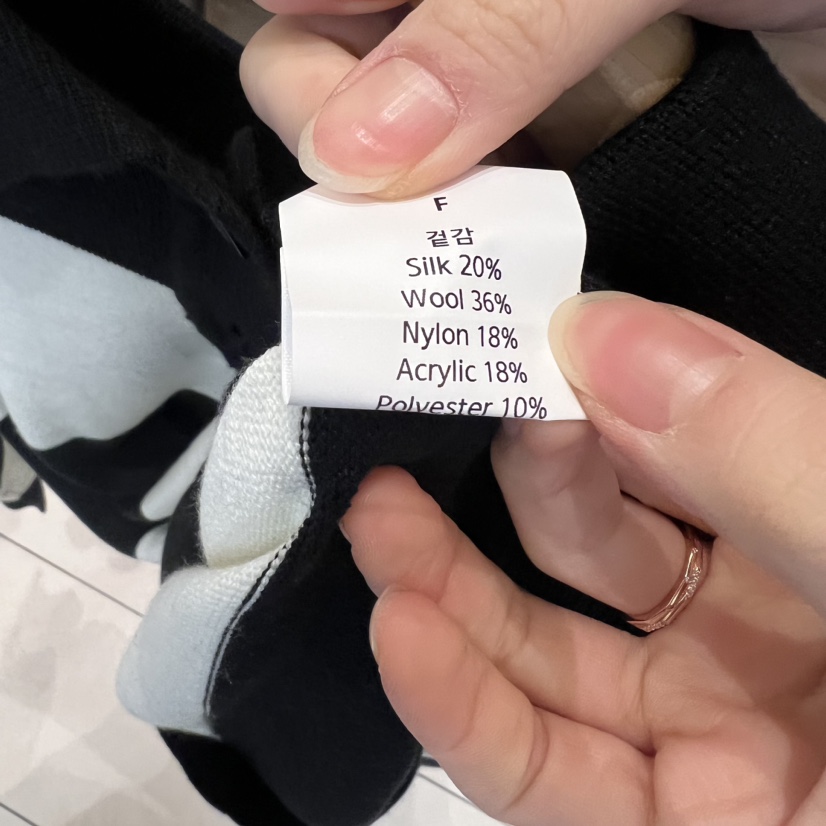 F
겉감
Silk 20%
Wool 36%
Nylon 18%
Acrylic 18%
Polyester 10%